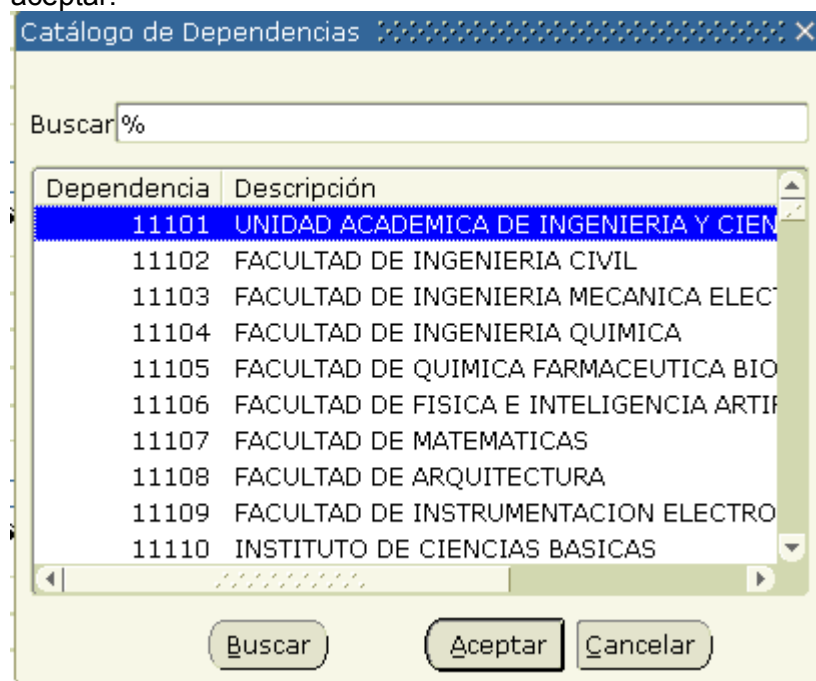 aceptar.
Catálogo de Dependencias
Buscar %
Dependencia Descripción
11101 UNIDAD ACADEMICA DE INGENIERIA Y CIEN
11102 FACULTAD DE INGENIERIA CIVIL
11103 FACULTAD DE INGENIERIA MECANICA ELECT
11104 FACULTAD DE INGENIERIA QUIMICA
11105 FACULTAD DE QUIMICA FARMACEUTICA BIO
11106 FACULTAD DE FISICA E INTELIGENCIA ARTIF
11107 FACULTAD DE MATEMATICAS
11108 FACULTAD DE ARQUITECTURA
11109 FACULTAD DE INSTRUMENTACION ELECTRO
11110 INSTITUTO DE CIENCIAS BASICAS
Buscar Aceptar Cancelar